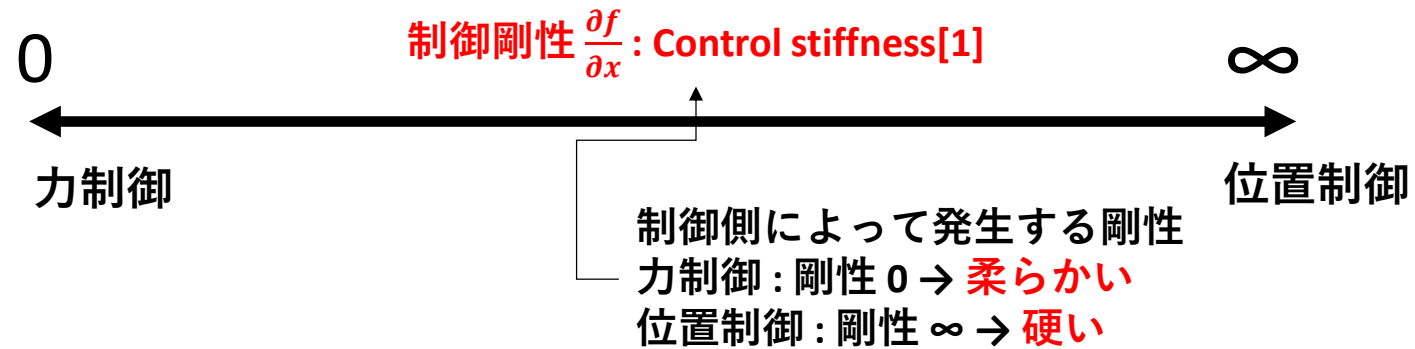 0
制御剛性 ∂f/∂x : Control stiffness[1]
∞
力制御
位置制御
制御側によって発生する剛性
力制御 : 剛性 0 → 柔らかい
位置制御 : 剛性 ∞ → 硬い